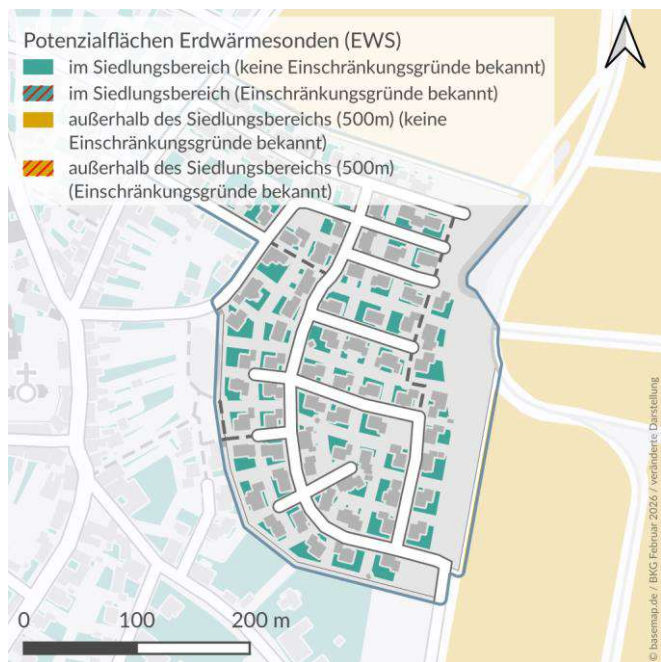 Potenzialflächen Erdwärmesonden (EWS)
im Siedlungsbereich (keine Einschränkungsgründe bekannt)
im Siedlungsbereich (Einschränkungsgründe bekannt)
außerhalb des Siedlungsbereichs (500m) (keine
Einschränkungsgründe bekannt)
außerhalb des Siedlungsbereichs (500m)
(Einschränkungsgründe bekannt)
0 100 200 m
© basemap.de / BKG Februar 2026 / veränderte Darstellung